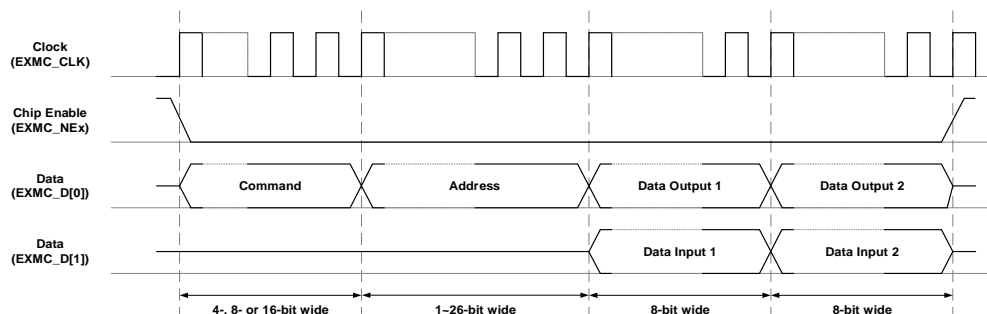 Clock
(EXMC_CLK)
Chip Enable
(EXMC_NEx)
Data
(EXMC_D[0])
Command
Address
Data Output 1
Data Output 2
Data
(EXMC_D[1])
Data Input 1
Data Input 2
4-, 8- or 16-bit wide
1~26-bit wide
8-bit wide
8-bit wide